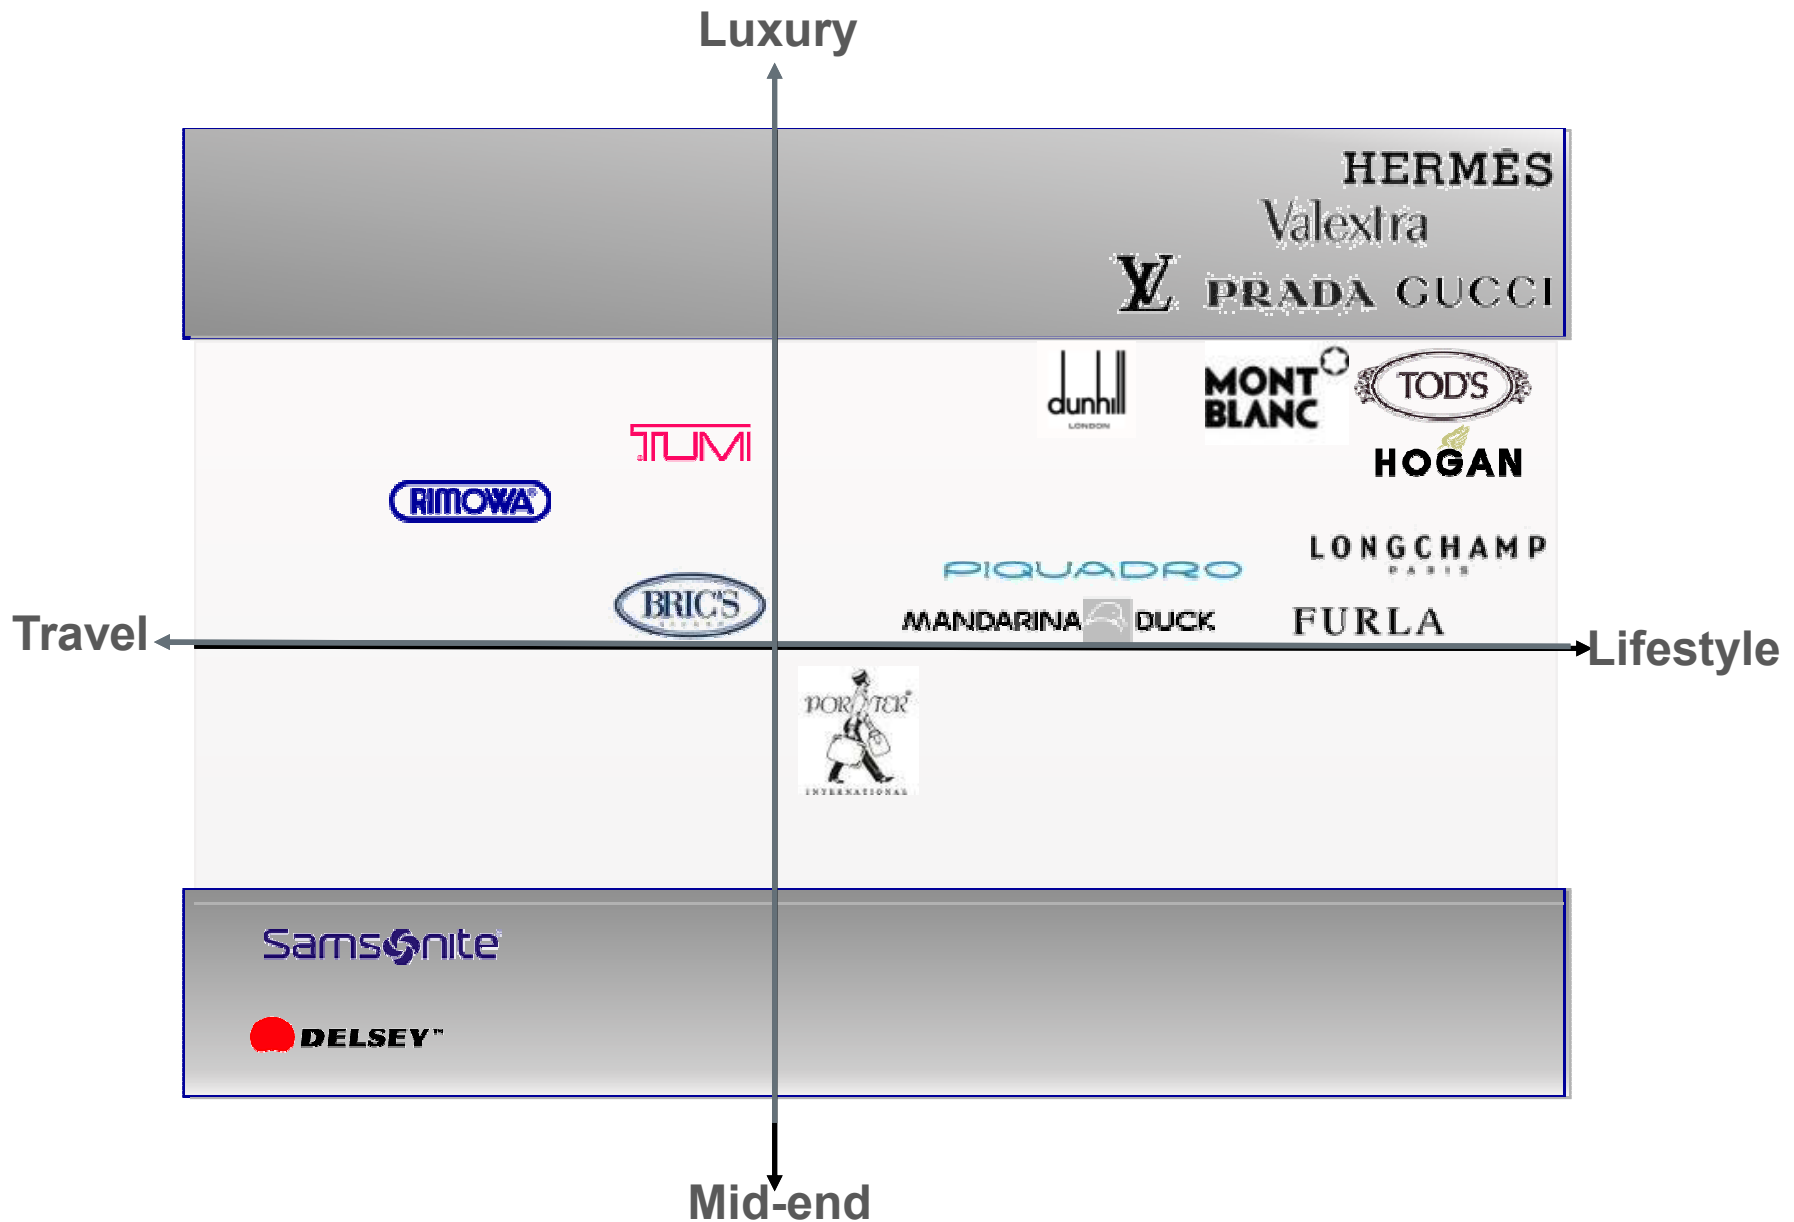 Luxury
HERMÈS
Valextra
LV PRADA GUCCI
dunhill
LONDON
MONT
BLANC
TOD'S
HOGAN
TUMI
RIMOWA®
LONGCHAMP
PARIS
PIQUADRO
BRIC'S
MANDARINA DUCK
FURLA
Travel
Lifestyle
PORTER®
INTERNATIONAL
Samsonite
DELSEY™
Mid-end